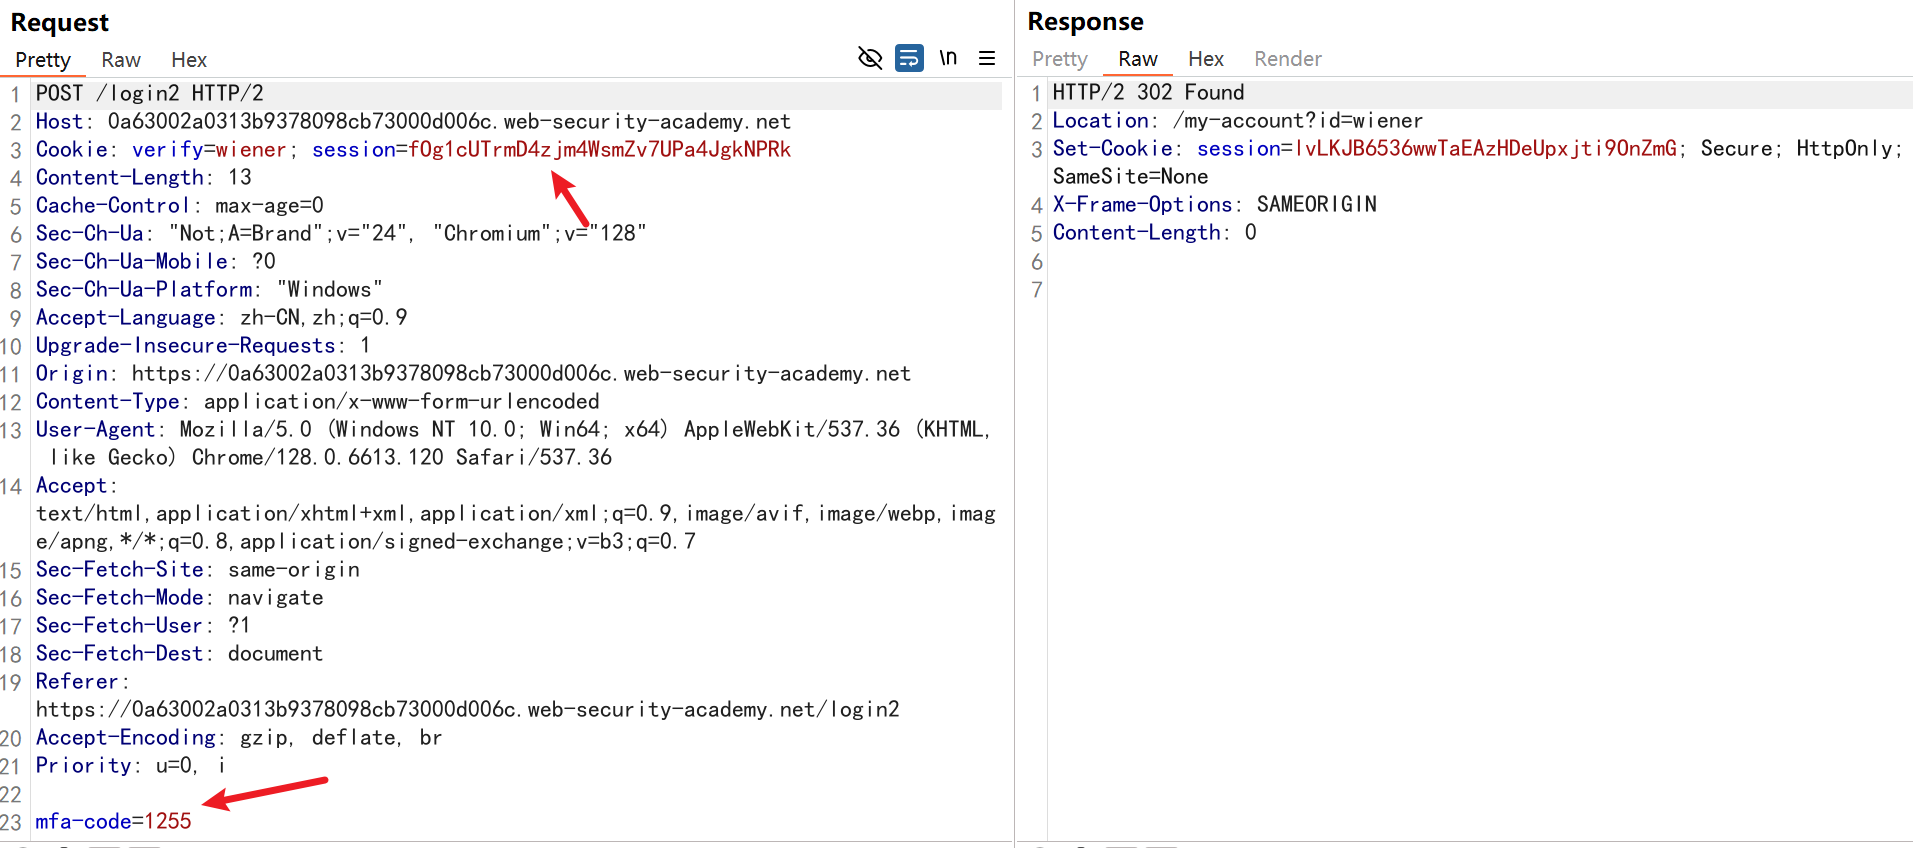 Request
Pretty Raw Hex
\n
1 POST /login2 HTTP/2
2 Host: 0a63002a0313b9378098cb73000d006c.web-security-academy.net
3 Cookie: verify=wiener; session=fOg1cUTrmD4zjm4WsmZv7UPa4JgkNPRk
4 Content-Length: 13
5 Cache-Control: max-age=0
6 Sec-Ch-Ua: "Not;A=Brand";v="24", "Chromium";v="128"
7 Sec-Ch-Ua-Mobile: ?0
8 Sec-Ch-Ua-Platform: "Windows"
9 Accept-Language: zh-CN,zh;q=0.9
10 Upgrade-Insecure-Requests: 1
11 Origin: https://0a63002a0313b9378098cb73000d006c.web-security-academy.net
12 Content-Type: application/x-www-form-urlencoded
13 User-Agent: Mozilla/5.0 (Windows NT 10.0; Win64; x64) AppleWebKit/537.36 (KHTML,
like Gecko) Chrome/128.0.6613.120 Safari/537.36
14 Accept:
text/html,application/xhtml+xml,application/xml;q=0.9,image/avif,image/webp,imag
e/apng,*/*;q=0.8,application/signed-exchange;v=b3;q=0.7
15 Sec-Fetch-Site: same-origin
16 Sec-Fetch-Mode: navigate
17 Sec-Fetch-User: ?1
18 Sec-Fetch-Dest: document
19 Referer:
https://0a63002a0313b9378098cb73000d006c.web-security-academy.net/login2
20 Accept-Encoding: gzip, deflate, br
21 Priority: u=0, i
22
23 mfa-code=1255
Response
Pretty Raw Hex Render
1 HTTP/2 302 Found
2 Location: /my-account?id=wiener
3 Set-Cookie: session=lvLKJB6536wwTaEAzHDeUpxjti9OnZmG; Secure; HttpOnly;
SameSite=None
4 X-Frame-Options: SAMEORIGIN
5 Content-Length: 0
6
7